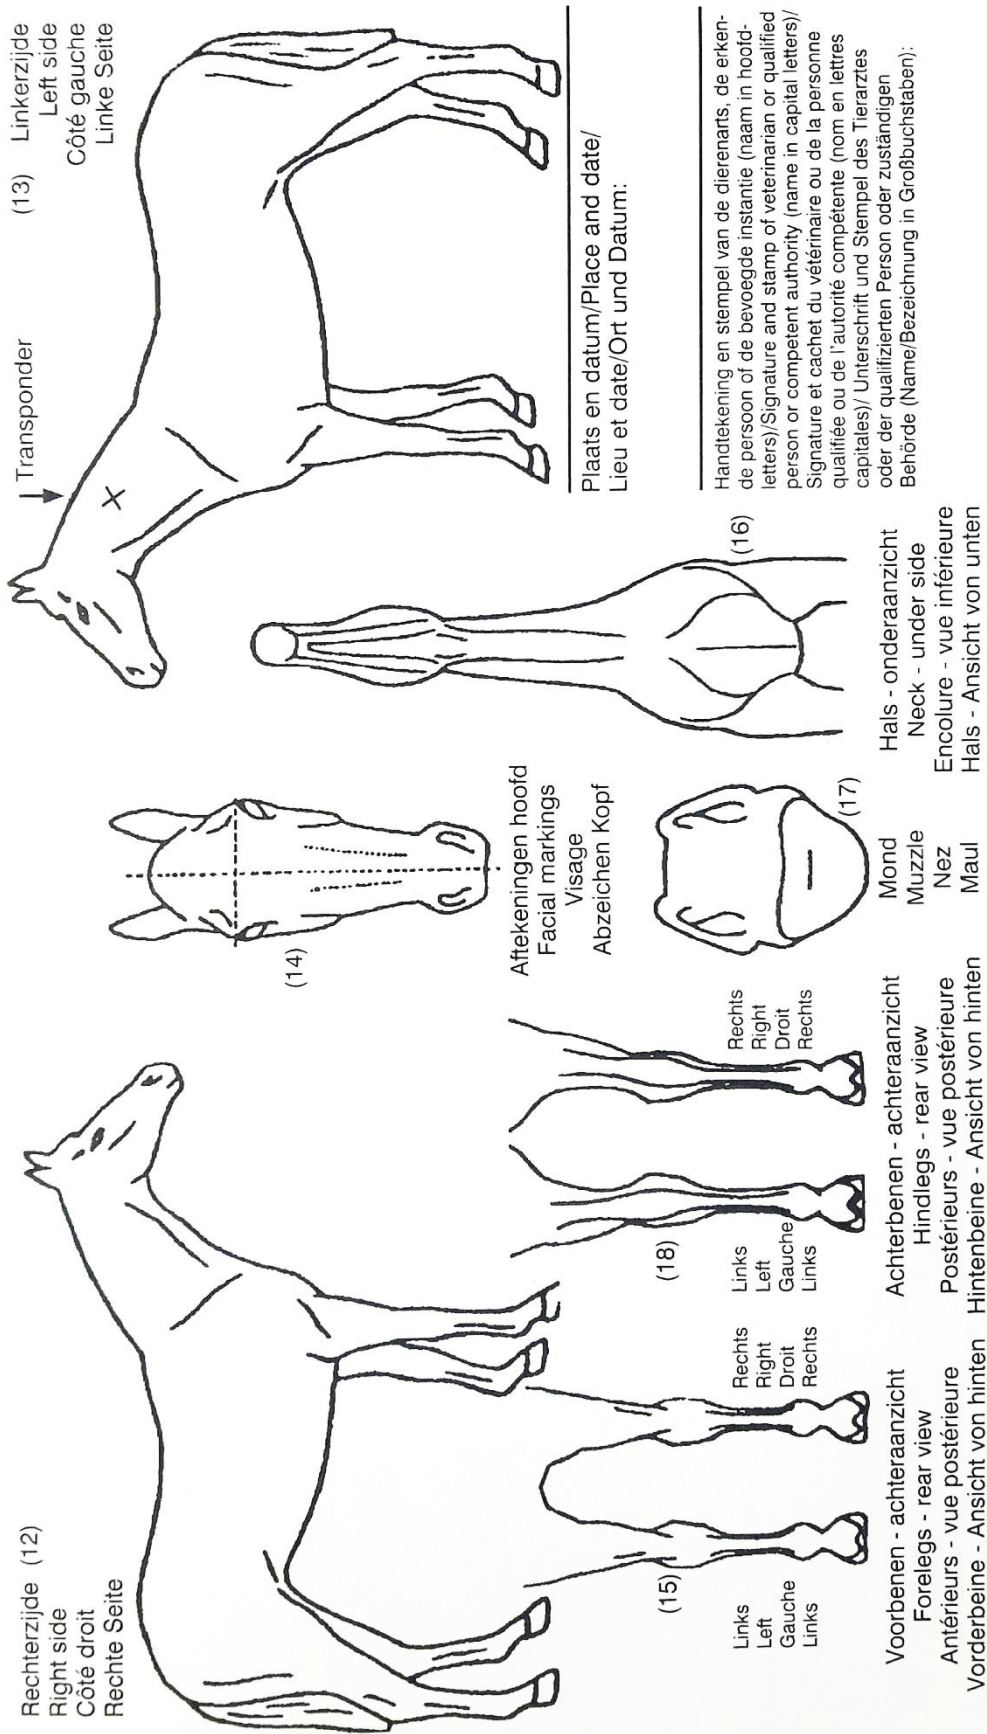 Rechterzijde (12)
Right side
Côté droit
Rechte Seite
Transponder
(13) Linkerzijde
Left side
Côté gauche
Linke Seite
(14)
Aftekeningen hoofd
Facial markings
Visage
Abzeichen Kopf
(15)
Links
Left
Gauche
Links
Rechts
Right
Droit
Rechts
Voorbenen - achteraanzicht
Forelegs - rear view
Antérieurs - vue postérieure
Vorderbeine - Ansicht von hinten
(18)
Links
Left
Gauche
Links
Rechts
Right
Droit
Rechts
Achterbenen - achteraanzicht
Hindlegs - rear view
Postérieurs - vue postérieure
Hintenbeine - Ansicht von hinten
(17)
Mond
Muzzle
Nez
Maul
(16)
Hals - onderaanzicht
Neck - under side
Encolure - vue inférieure
Hals - Ansicht von unten
Plaats en datum/Place and date/
Lieu et date/Ort und Datum:
Handtekening en stempel van de dierenarts, de erken-
de persoon of de bevoegde instantie (naam in hoofd-
letters)/Signature and stamp of veterinarian or qualified
person or competent authority (name in capital letters)/
Signature et cachet du vétérinaire ou de la personne
qualifiée ou de l'autorité compétente (nom en lettres
capitales)/ Unterschrift und Stempel des Tierarztes
oder der qualifizierten Person oder zuständigen
Behörde (Name/Bezeichnung in Großbuchstaben):